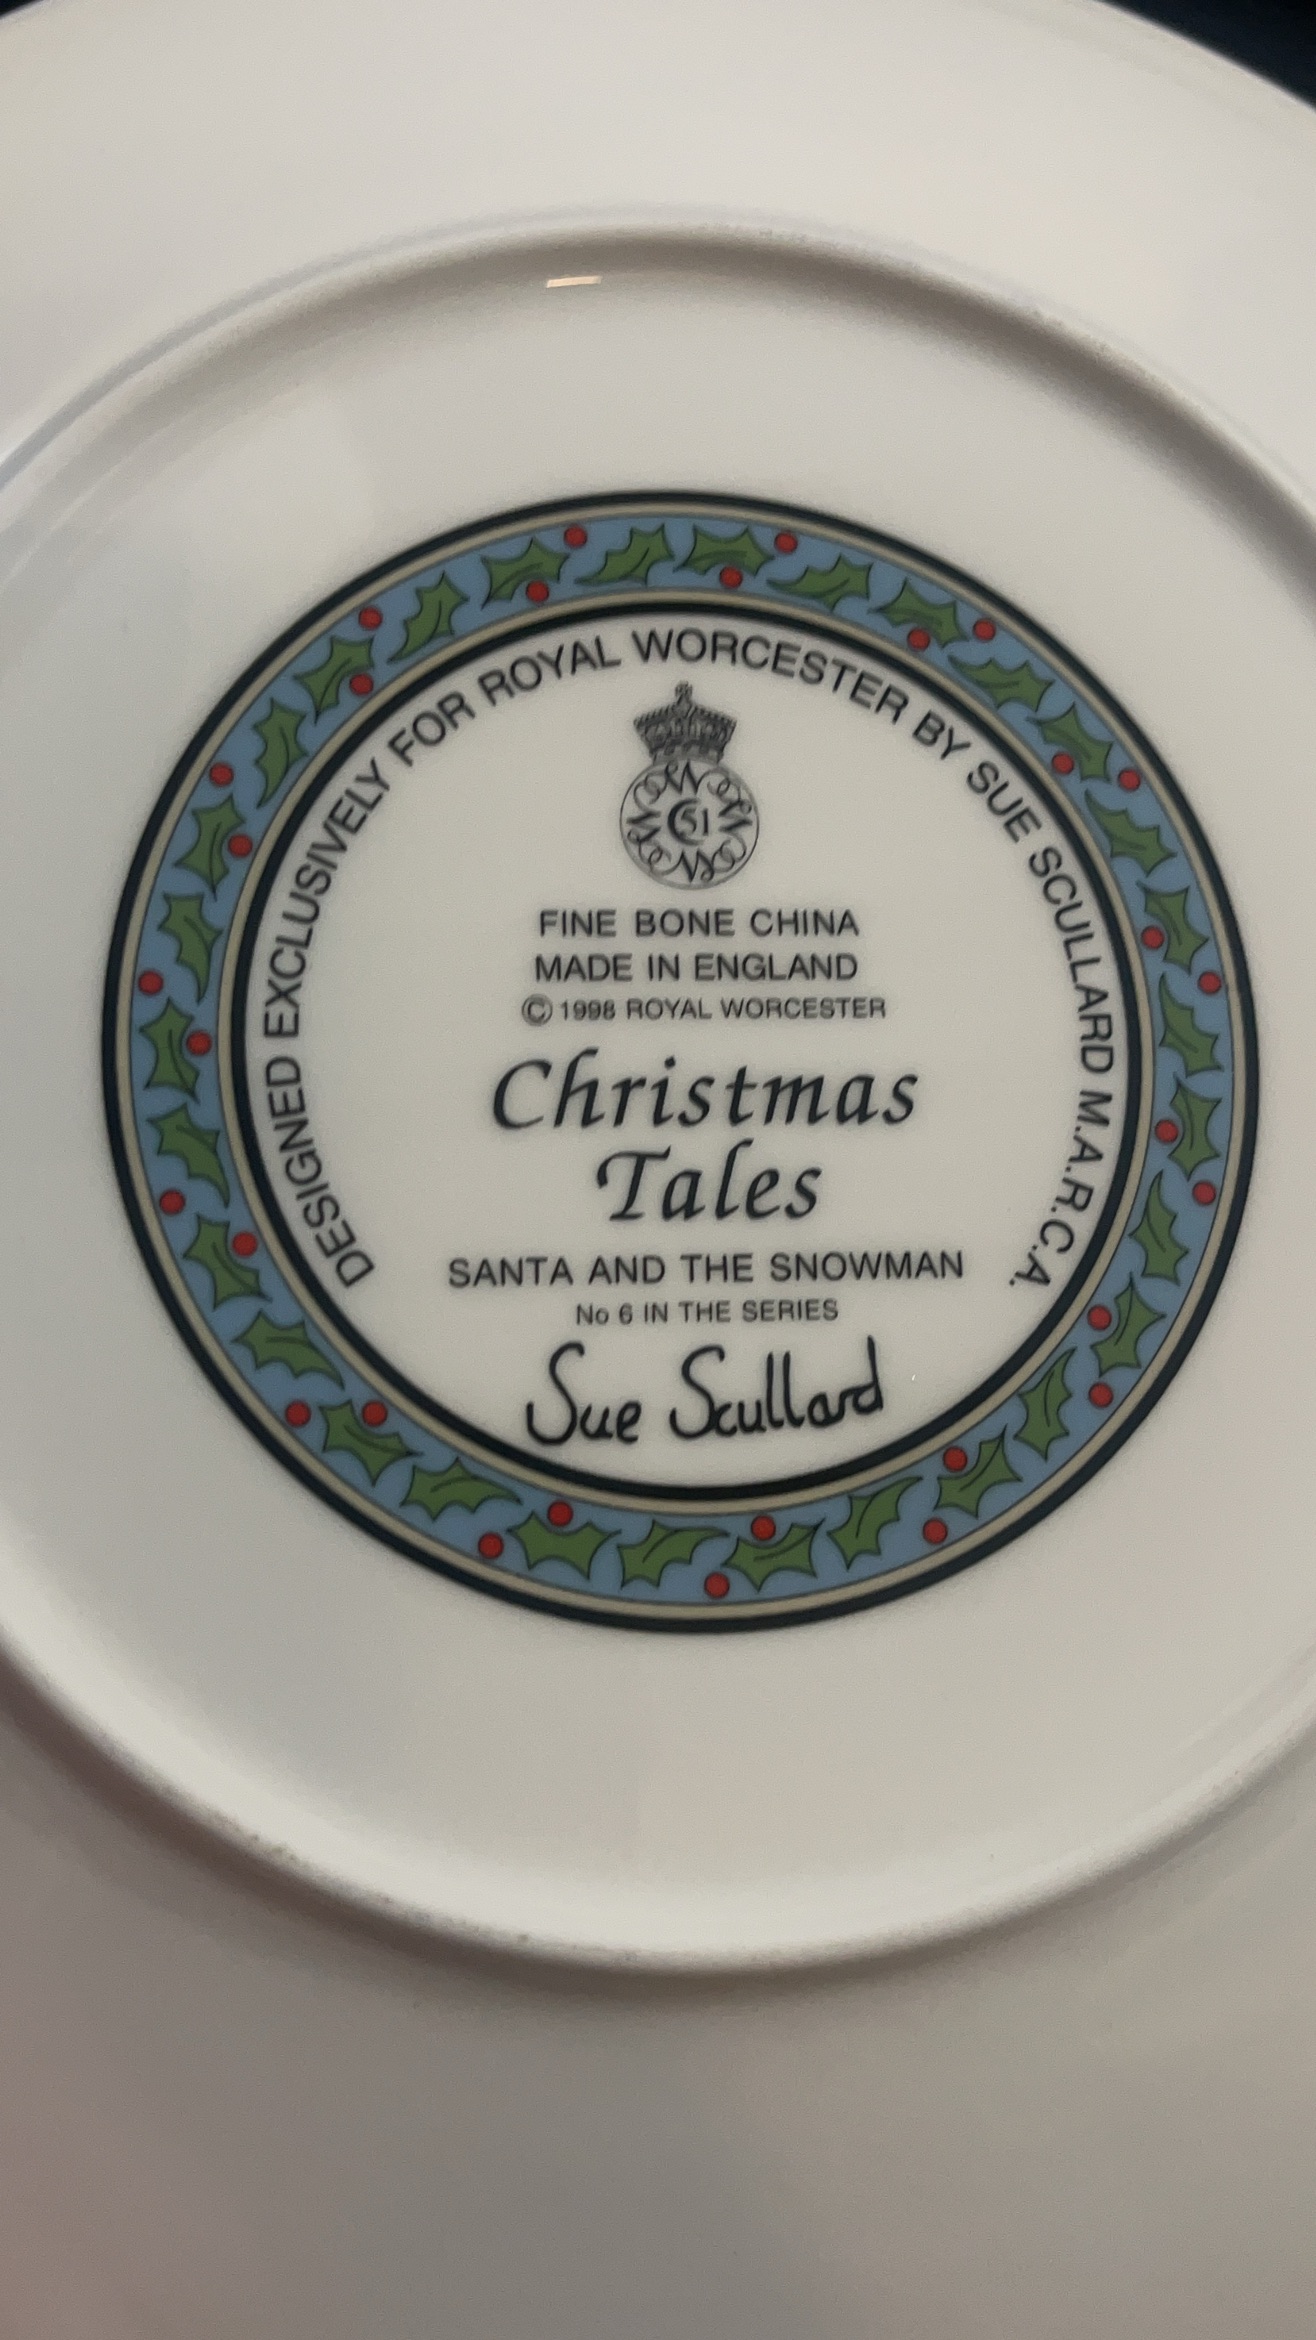 DESIGNED EXCLUSIVELY FOR ROYAL WORCESTER BY SUE SCULLARD M.A.R.C.A.
51
FINE BONE CHINA
MADE IN ENGLAND
© 1998 ROYAL WORCESTER
Christmas
Tales
SANTA AND THE SNOWMAN
No 6 IN THE SERIES
Sue Scullard